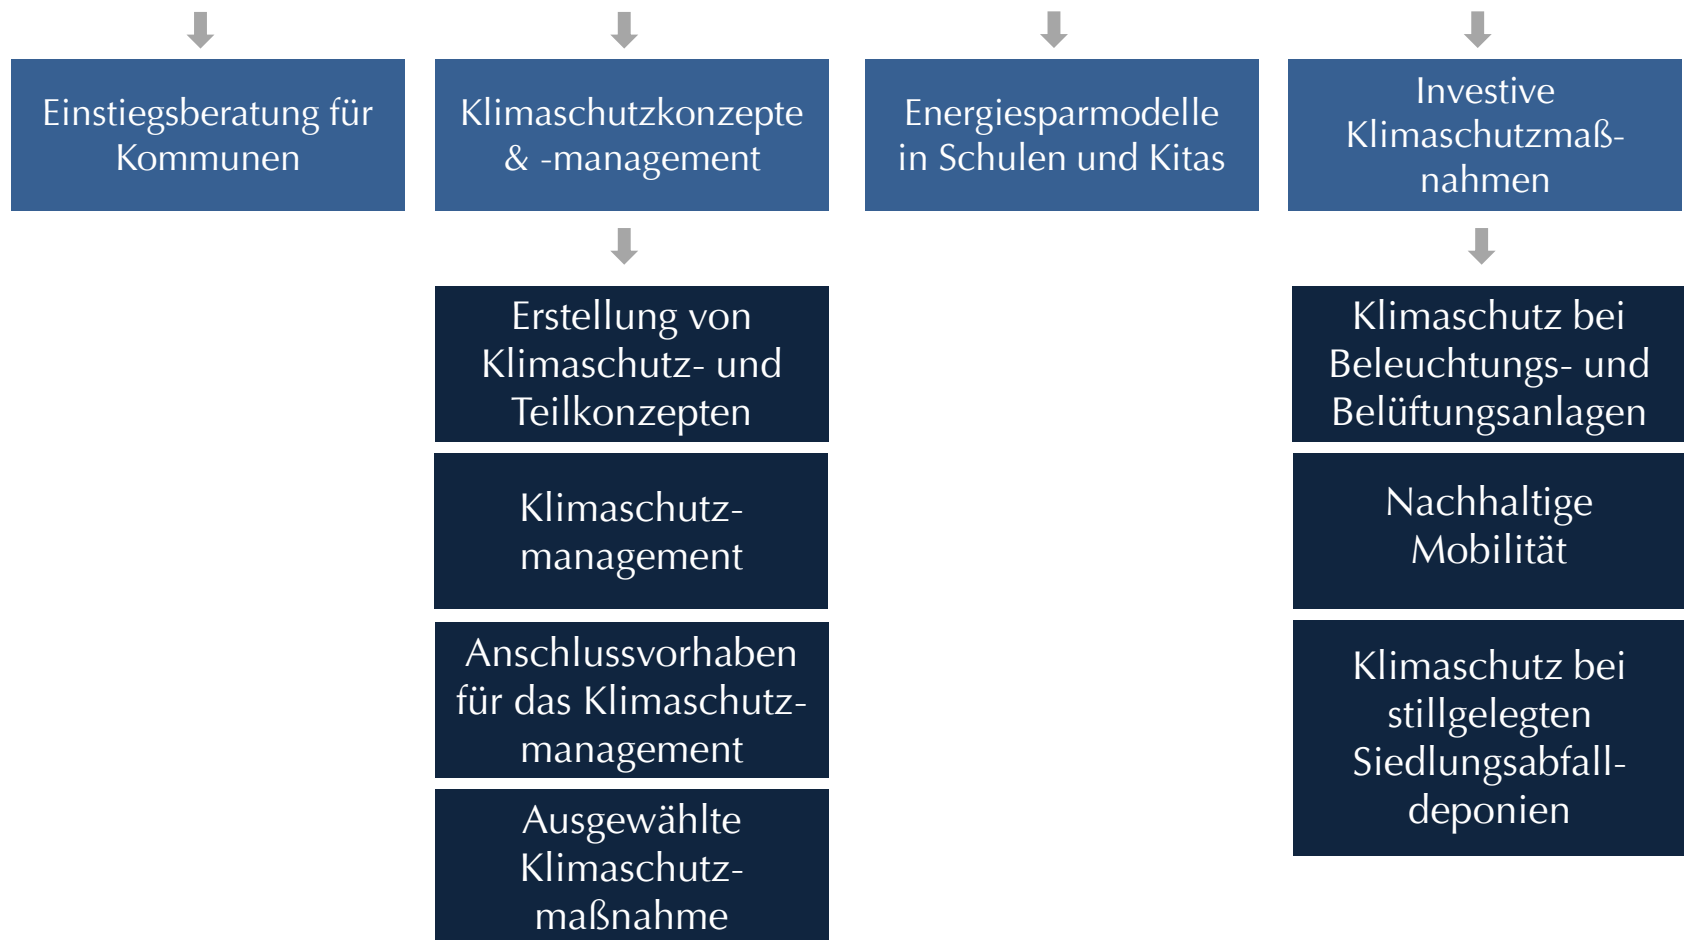 Einstiegsberatung für
Kommunen
Klimaschutzkonzepte
& -management
Energiesparmodelle
in Schulen und Kitas
Investive
Klimaschutzmaß-
nahmen
Erstellung von
Klimaschutz- und
Teilkonzepten
Klimaschutz-
management
Anschlussvorhaben
für das Klimaschutz-
management
Ausgewählte
Klimaschutz-
maßnahme
Klimaschutz bei
Beleuchtungs- und
Belüftungsanlagen
Nachhaltige
Mobilität
Klimaschutz bei
stillgelegten
Siedlungsabfall-
deponien